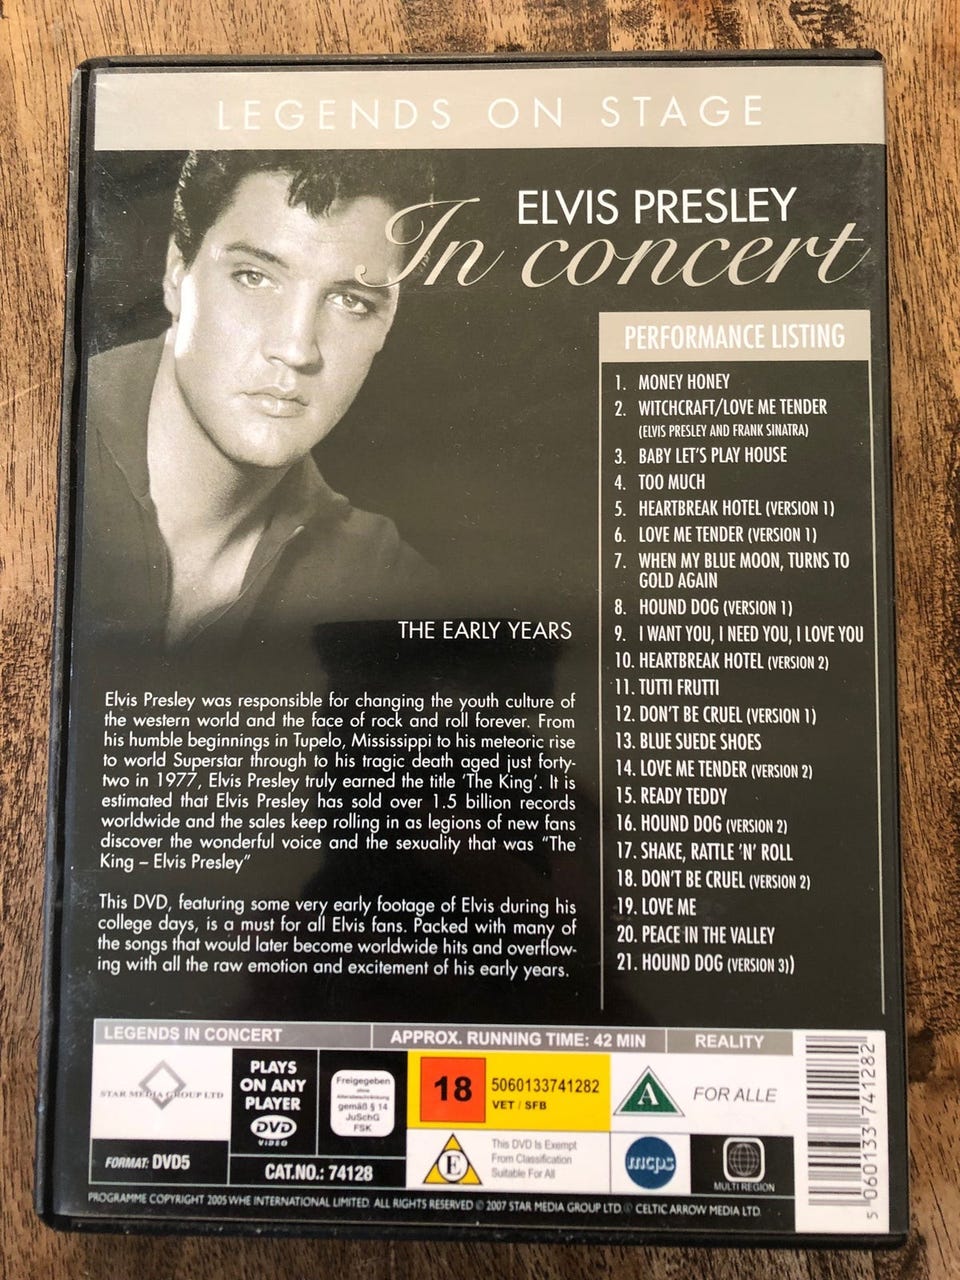 LEGENDS ON STAGE
ELVIS PRESLEY
In concert
PERFORMANCE LISTING
1. MONEY HONEY
2. WITCHCRAFT/LOVE ME TENDER
(ELVIS PRESLEY AND FRANK SINATRA)
3. BABY LET'S PLAY HOUSE
4. TOO MUCH
5. HEARTBREAK HOTEL (VERSION 1)
6. LOVE ME TENDER (VERSION 1)
7. WHEN MY BLUE MOON, TURNS TO
GOLD AGAIN
8. HOUND DOG (VERSION 1)
9. I WANT YOU, I NEED YOU, I LOVE YOU
10. HEARTBREAK HOTEL (VERSION 2)
11. TUTTI FRUTTI
12. DON'T BE CRUEL (VERSION 1)
13. BLUE SUEDE SHOES
14. LOVE ME TENDER (VERSION 2)
15. READY TEDDY
16. HOUND DOG (VERSION 2)
17. SHAKE, RATTLE 'N' ROLL
18. DON'T BE CRUEL (VERSION 2)
19. LOVE ME
20. PEACE IN THE VALLEY
21. HOUND DOG (VERSION 3))
THE EARLY YEARS
Elvis Presley was responsible for changing the youth culture of
the western world and the face of rock and roll forever. From
his humble beginnings in Tupelo, Mississippi to his meteoric rise
to world Superstar through to his tragic death aged just forty-
two in 1977, Elvis Presley truly earned the title 'The King'. It is
estimated that Elvis Presley has sold over 1.5 billion records
worldwide and the sales keep rolling in as legions of new fans
discover the wonderful voice and the sexuality that was "The
King – Elvis Presley"
This DVD, featuring some very early footage of Elvis during his
college days, is a must for all Elvis fans. Packed with many of
the songs that would later become worldwide hits and overflow-
ing with all the raw emotion and excitement of his early years.
LEGENDS IN CONCERT
APPROX. RUNNING TIME: 42 MIN
REALITY
STAR MEDIA GROUP LTD
FORMAT: DVD5
PLAYS
ON ANY
PLAYER
DVD
VIDEO
Freigegeben
ohne
Altersbeschränkung
gemäß § 14
JuSchG
FSK
CAT.NO.: 74128
18
5060133741282
VET / SFB
E
This DVD Is Exempt
From Classification
Suitable For All
A
FOR ALLE
mcps
MULTI REGION
5 060133 741282
PROGRAMME COPYRIGHT 2005 WHE INTERNATIONAL LIMITED. ALL RIGHTS RESERVED © 2007 STAR MEDIA GROUP LTD. © CELTIC ARROW MEDIA LTD.